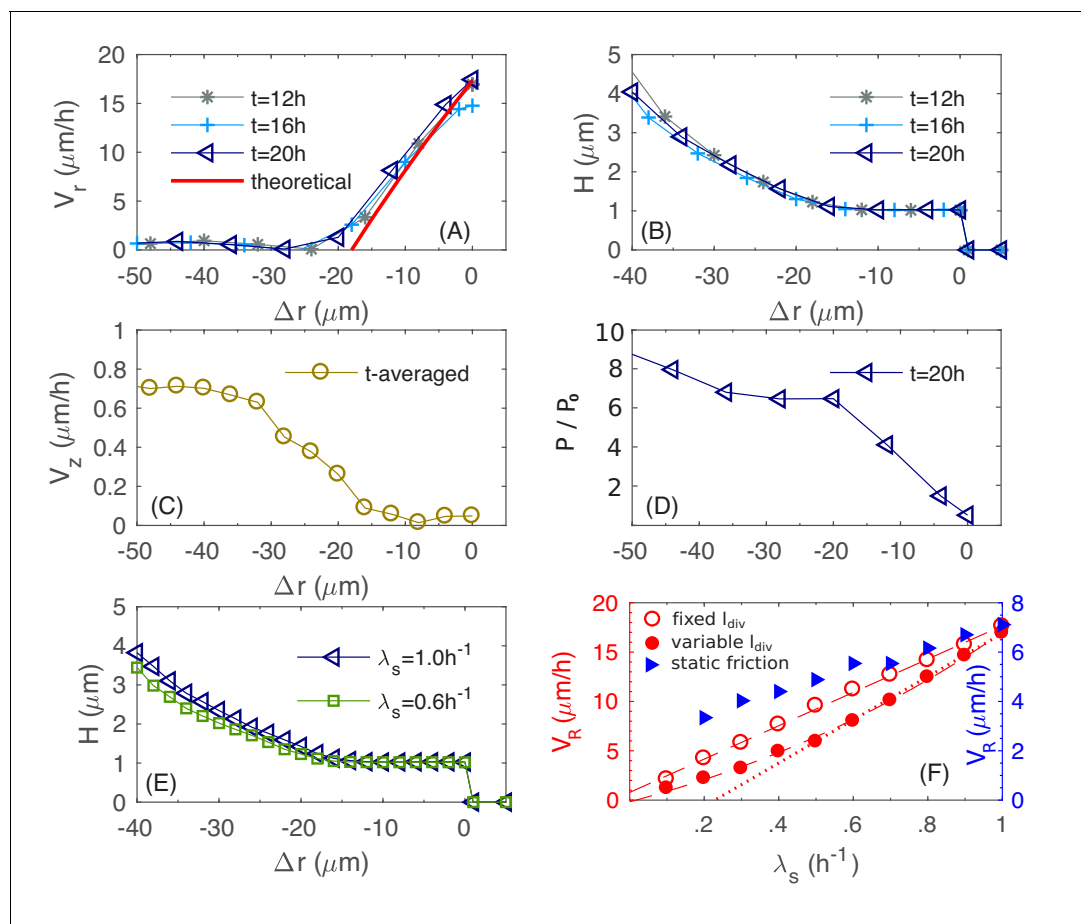 20
15
10
5
0
V_r (μm/h)
t=12h
t=16h
t=20h
theoretical
(A)
-50 -40 -30 -20 -10 0
Δr (μm)
5
4
3
2
1
0
H (μm)
t=12h
t=16h
t=20h
(B)
-40 -30 -20 -10 0
Δr (μm)
1
0.8
0.6
0.4
0.2
0
V_z (μm/h)
t-averaged
(C)
-50 -40 -30 -20 -10 0
Δr (μm)
10
8
6
4
2
P / P_0
t=20h
(D)
-50 -40 -30 -20 -10 0
Δr (μm)
5
4
3
2
1
0
H (μm)
λ_s=1.0h^-1
λ_s=0.6h^-1
(E)
-40 -30 -20 -10 0
Δr (μm)
20
15
10
5
0
V_R (μm/h)
fixed l_div
variable l_div
static friction
8
6
4
2
0
V_R (μm/h)
(F)
.2 .4 .6 .8 1
λ_s (h^-1)